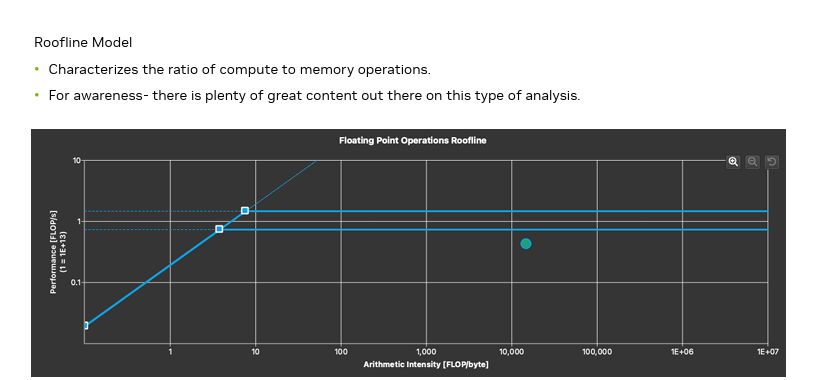 Roofline Model
• Characterizes the ratio of compute to memory operations.
• For awareness- there is plenty of great content out there on this type of analysis.
Floating Point Operations Roofline
Performance [FLOP/s]
(1 = 1E+13)
10
1
0.1
1
10
100
1,000
10,000
100,000
1E+06
1E+07
Arithmetic Intensity [FLOP/byte]